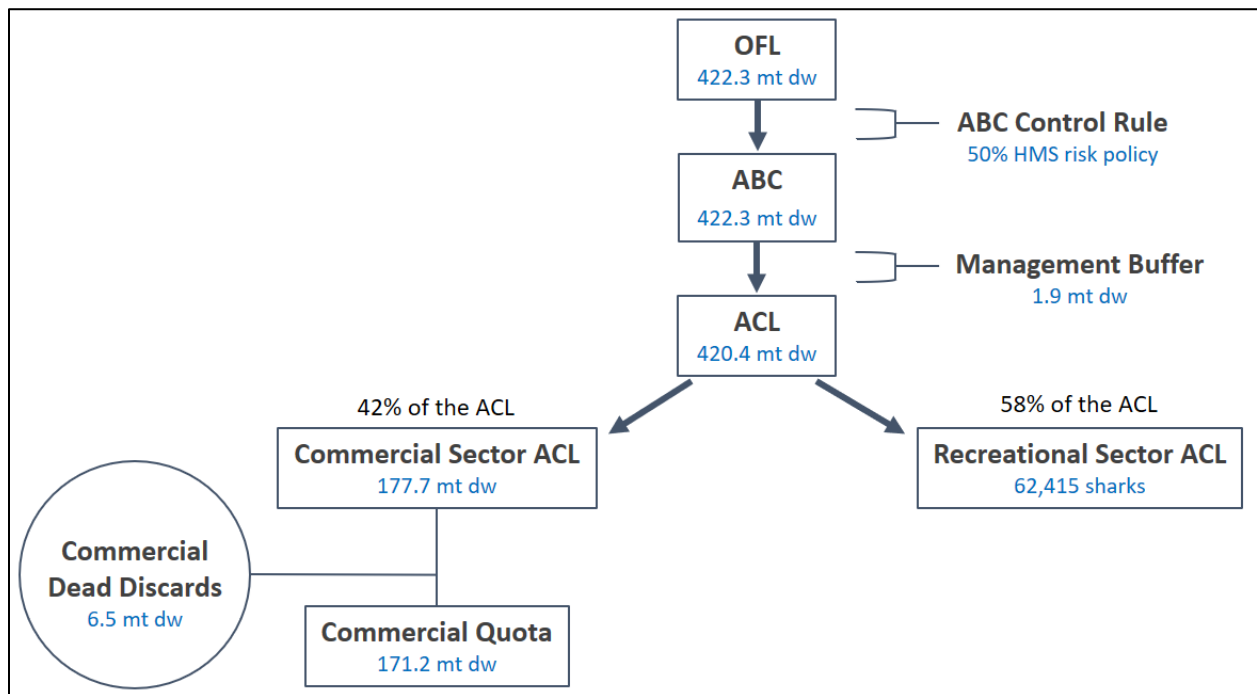 OFL
422.3 mt dw
ABC Control Rule
50% HMS risk policy
ABC
422.3 mt dw
Management Buffer
1.9 mt dw
ACL
420.4 mt dw
42% of the ACL
58% of the ACL
Commercial Sector ACL
177.7 mt dw
Recreational Sector ACL
62,415 sharks
Commercial
Dead Discards
6.5 mt dw
Commercial Quota
171.2 mt dw